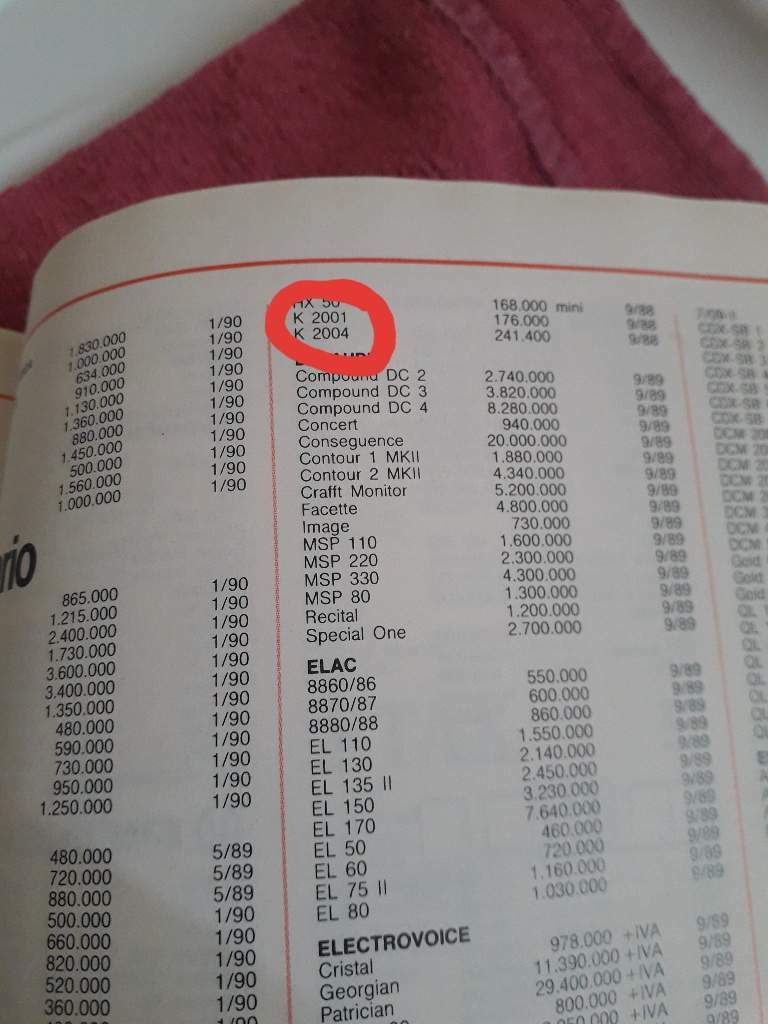 1.830.000 1/90
1.000.000 1/90
634.000 1/90
910.000 1/90
1.130.000 1/90
1.360.000 1/90
880.000 1/90
1.450.000 1/90
500.000 1/90
1.560.000 1/90
1.000.000 1/90
rio
865.000 1/90
1.215.000 1/90
2.400.000 1/90
1.730.000 1/90
3.600.000 1/90
3.400.000 1/90
1.350.000 1/90
480.000 1/90
590.000 1/90
730.000 1/90
950.000 1/90
1.250.000 1/90
480.000 5/89
720.000 5/89
880.000 5/89
500.000 1/90
660.000 1/90
820.000 1/90
520.000 1/90
360.000 1/90
HX 50 168.000 mini 9/88
K 2001 176.000 9/88
K 2004 241.400 9/88
Compound DC 2 2.740.000 9/89
Compound DC 3 3.820.000 9/89
Compound DC 4 8.280.000 9/89
Concert 940.000 9/89
Conseguence 20.000.000 9/89
Contour 1 MKII 1.880.000 9/89
Contour 2 MKII 4.340.000 9/89
Crafft Monitor 5.200.000 9/89
Facette 4.800.000 9/89
Image 730.000 9/89
MSP 110 1.600.000 9/89
MSP 220 2.300.000 9/89
MSP 330 4.300.000 9/89
MSP 80 1.300.000 9/89
Recital 1.200.000 9/89
Special One 2.700.000 9/89
ELAC
8860/86 550.000 9/89
8870/87 600.000 9/89
8880/88 860.000 9/89
EL 110 1.550.000 9/89
EL 130 2.140.000 9/89
EL 135 II 2.450.000 9/89
EL 150 3.230.000 9/89
EL 170 7.640.000 9/89
EL 50 460.000 9/89
EL 60 720.000 9/89
EL 75 II 1.160.000 9/89
EL 80 1.030.000 9/89
ELECTROVOICE
Cristal 978.000 +IVA 9/89
Georgian 11.390.000 +IVA 9/89
Patrician 29.400.000 +IVA 9/89
800.000 +IVA 9/89